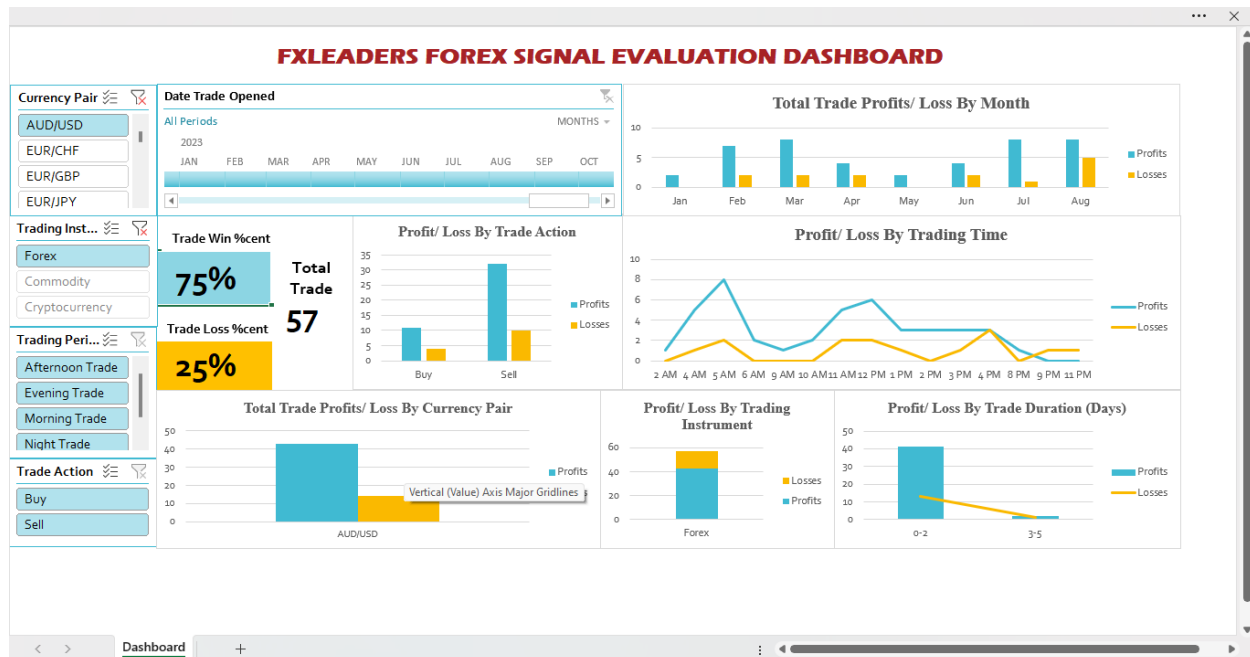 FXLEADERS FOREX SIGNAL EVALUATION DASHBOARD
Currency Pair
AUD/USD
EUR/CHF
EUR/GBP
EUR/JPY
Date Trade Opened
All Periods
MONTHS
2023
JAN FEB MAR APR MAY JUN JUL AUG SEP OCT
Total Trade Profits/ Loss By Month
10
5
0
Jan Feb Mar Apr May Jun Jul Aug
Profits
Losses
Trading Inst...
Forex
Commodity
Cryptocurrency
Trade Win %cent
75%
Trade Loss %cent
25%
Total
Trade
57
Profit/ Loss By Trade Action
35
30
25
20
15
10
5
0
Buy Sell
Profits
Losses
Profit/ Loss By Trading Time
10
8
6
4
2
0
2 AM 4 AM 5 AM 6 AM 9 AM 10 AM 11 AM 12 PM 1 PM 2 PM 3 PM 4 PM 8 PM 9 PM 11 PM
Profits
Losses
Trading Peri...
Afternoon Trade
Evening Trade
Morning Trade
Night Trade
Trade Action
Buy
Sell
Total Trade Profits/ Loss By Currency Pair
50
40
30
20
10
0
AUD/USD
Profits
Vertical (Value) Axis Major Gridlines
Profit/ Loss By Trading
Instrument
60
40
20
0
Forex
Losses
Profits
Profit/ Loss By Trade Duration (Days)
50
40
30
20
10
0
0-2 3-5
Profits
Losses
Dashboard